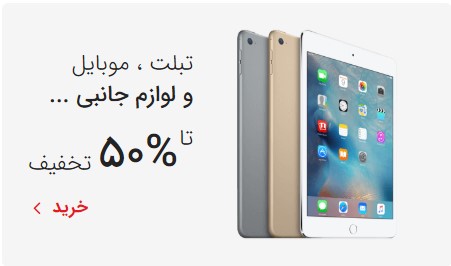 تبلت ، موبایل
و لوازم جانبی ...
تا ۵۰% تخفیف
خرید